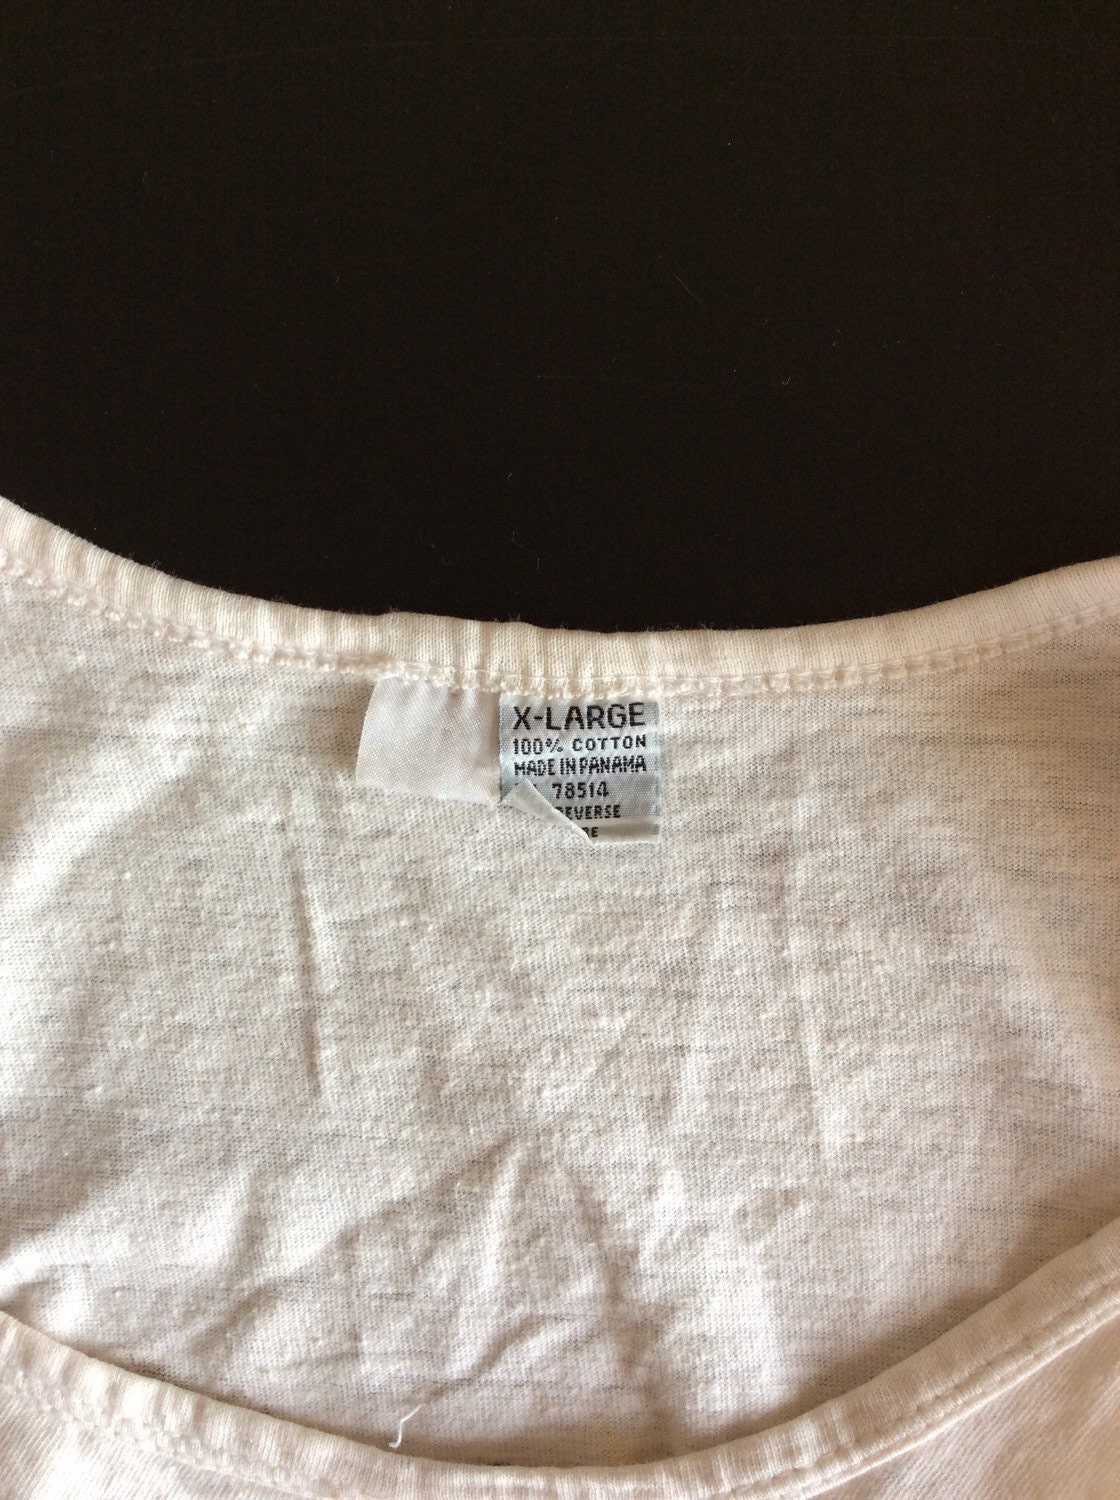 X-LARGE
100% COTTON
MADE IN PANAMA
78514